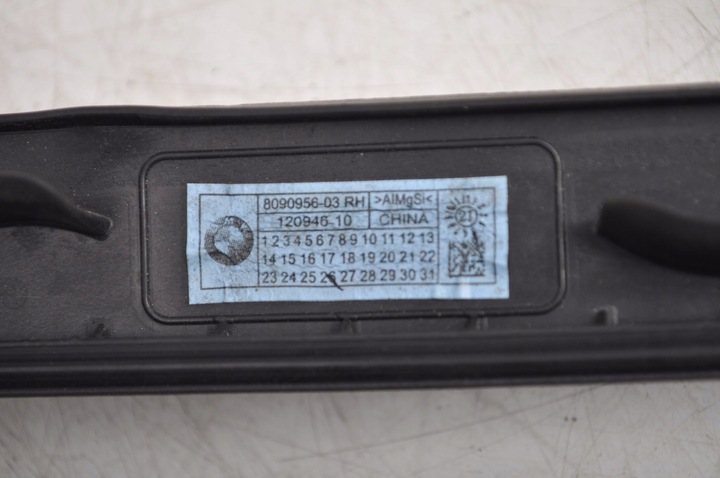 8090956-03 RH >AlMgSi<
120946-10 CHINA
21
1 2 3 4 5 6 7 8 9 10 11 12 13
14 15 16 17 18 19 20 21 22
23 24 25 26 27 28 29 30 31